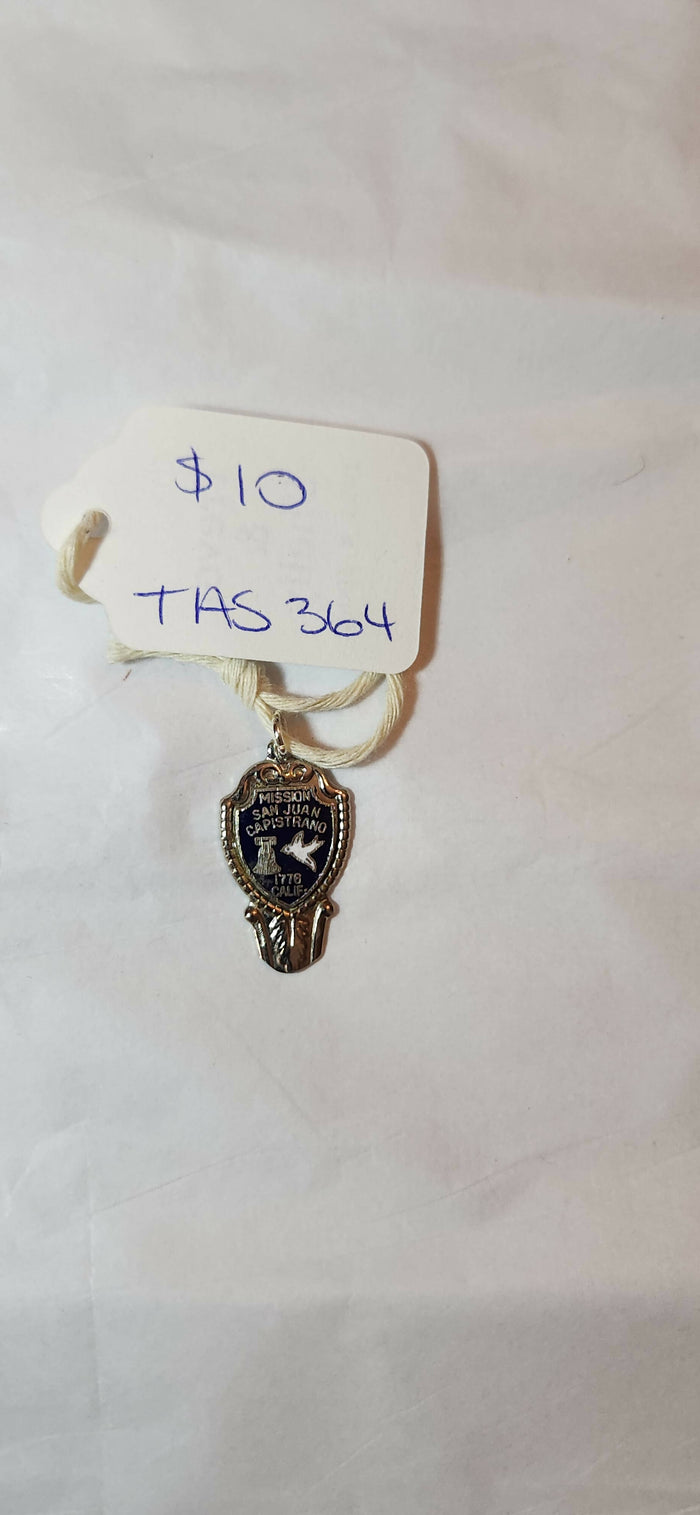 $10
TAS 364
MISSION
SAN JUAN
CAPISTRANO
1776
CALIF.